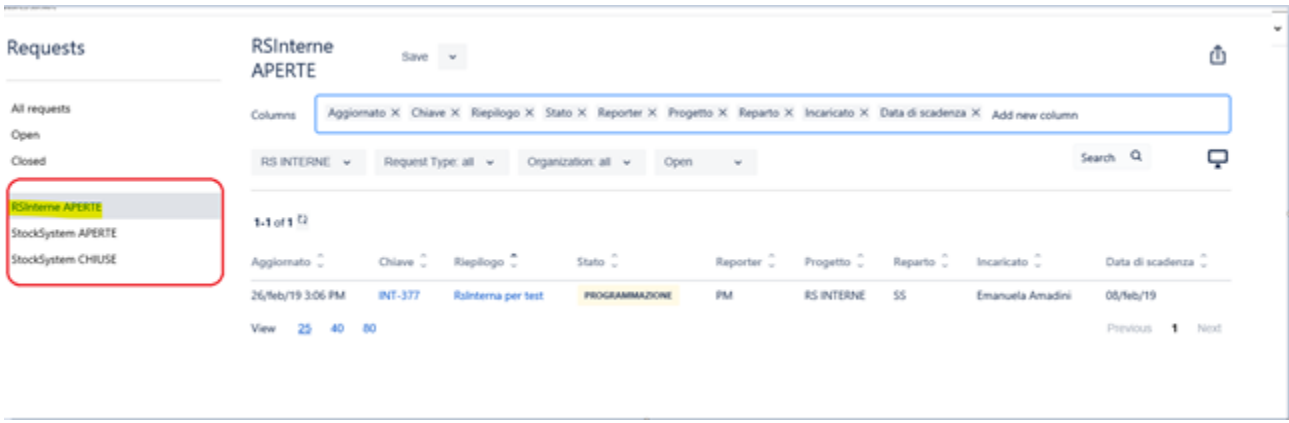 Requests
All requests
Open
Closed
RSInterne APERTE
StockSystem APERTE
StockSystem CHIUSE
RSInterne
APERTE
Save
Columns Aggiornato X Chiave X Riepilogo X Stato X Reporter X Progetto X Reparto X Incaricato X Data di scadenza X Add new column
RS INTERNE Request Type: all Organization: all Open Search
1-1 of 1
Aggiornato Chiave Riepilogo Stato Reporter Progetto Reparto Incaricato Data di scadenza
26/feb/19 3:06 PM INT-377 RsInterna per test PROGRAMMAZIONE PM RS INTERNE SS Emanuela Amadini 08/feb/19
View 25 40 80 Previous 1 Next